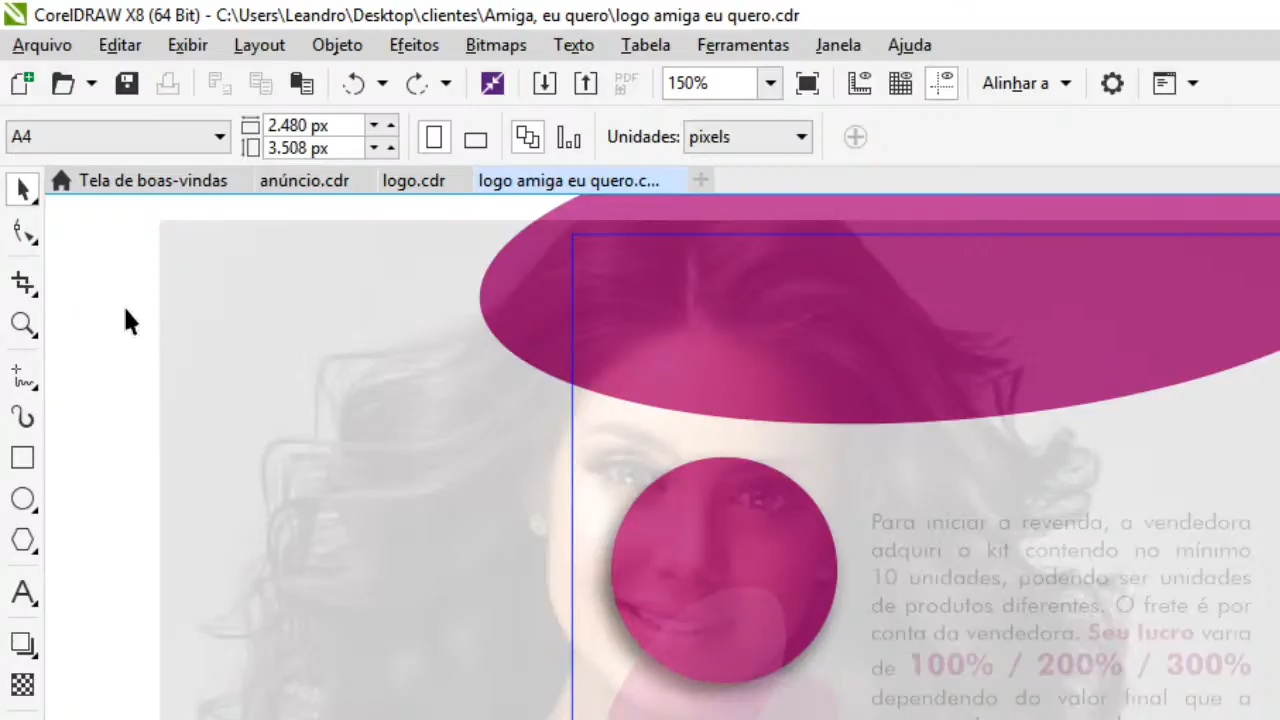 CorelDRAW X8 (64 Bit) - C:\Users\Leandro\Desktop\clientes\Amiga, eu quero\logo amiga eu quero.cdr
Arquivo Editar Exibir Layout Objeto Efeitos Bitmaps Texto Tabela Ferramentas Janela Ajuda
PDF 150% Alinhar a
A4 2.480 px
3.508 px
Unidades: pixels
Tela de boas-vindas anúncio.cdr logo.cdr logo amiga eu quero.c...
Para iniciar a revenda, a vendedora
adquiri o kit contendo no mínimo
10 unidades, podendo ser unidades
de produtos diferentes. O frete é por
conta da vendedora. Seu lucro varia
de 100% / 200% / 300%
dependendo do valor final que a